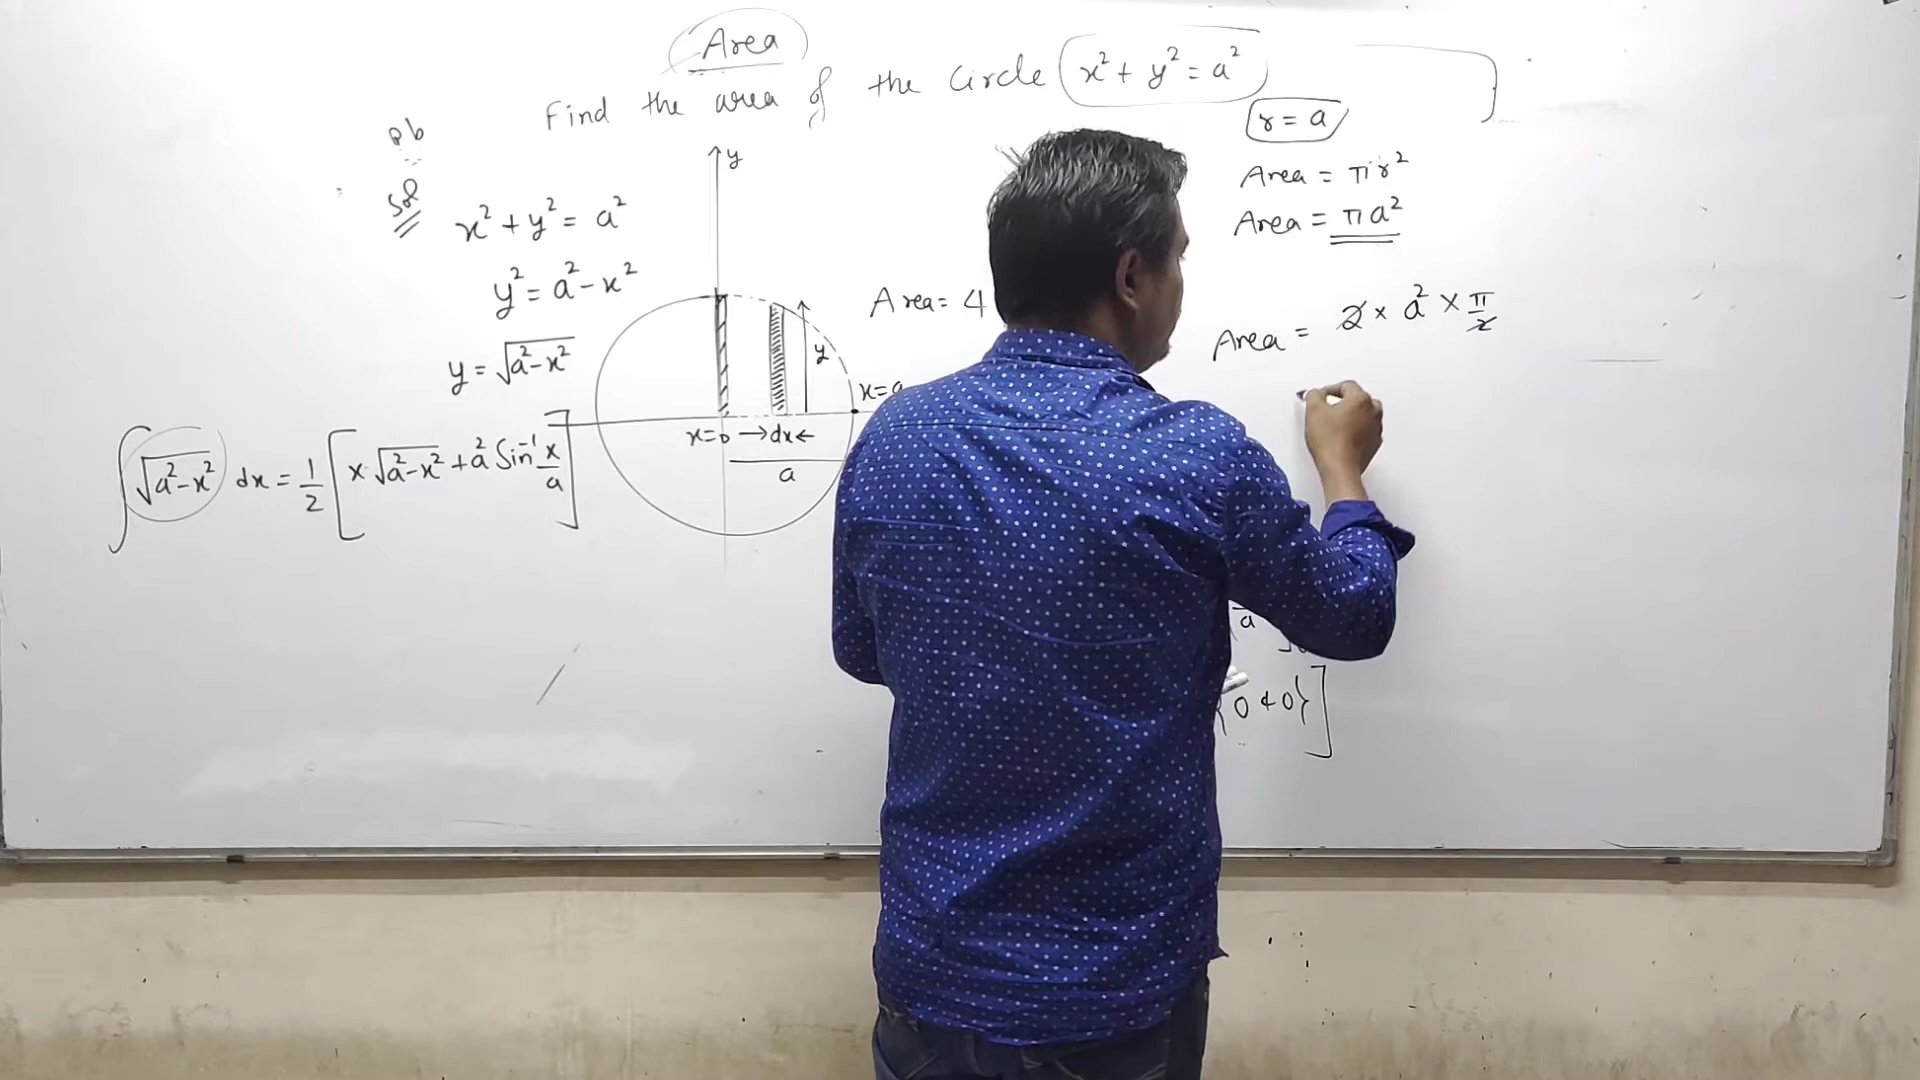 Area
Find the area of the Circle x² + y² = a²
Pb
r = a
Sol
x² + y² = a²
y² = a² - x²
y = √a² - x²
∫ √a² - x² dx = 1/2 [ x √a² - x² + a² Sin⁻¹ x/a ]
y
y
x=0 →dx←
a
Area = 4
Area = πr²
Area = πa²
Area = 2 × a² × π/2
a
0 + 0}]